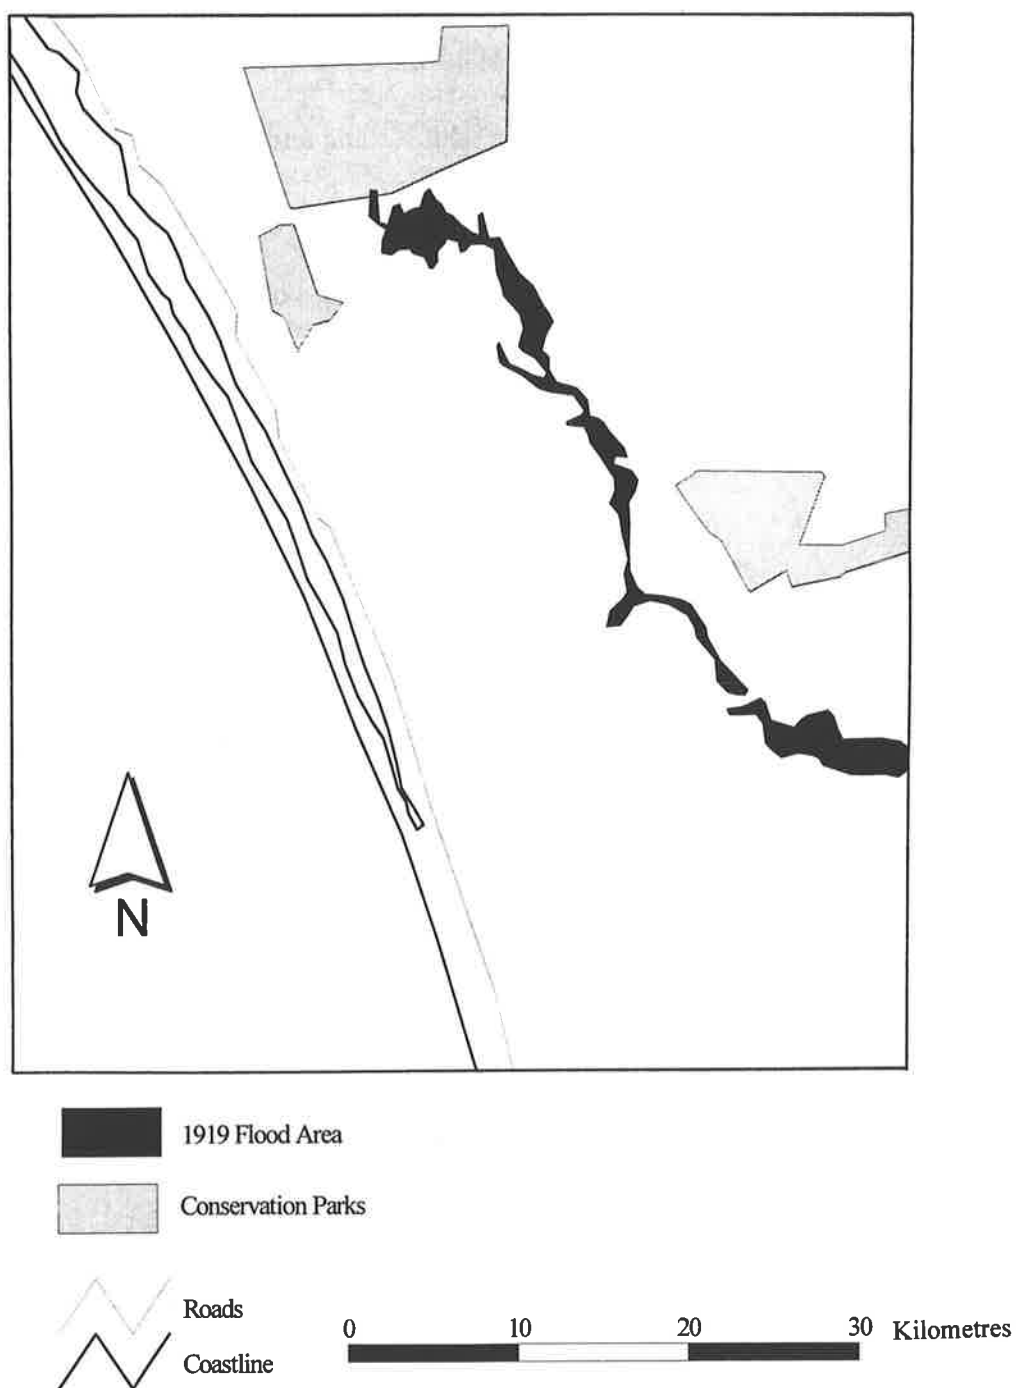 N
1919 Flood Area
Conservation Parks
Roads
Coastline
0 10 20 30 Kilometres